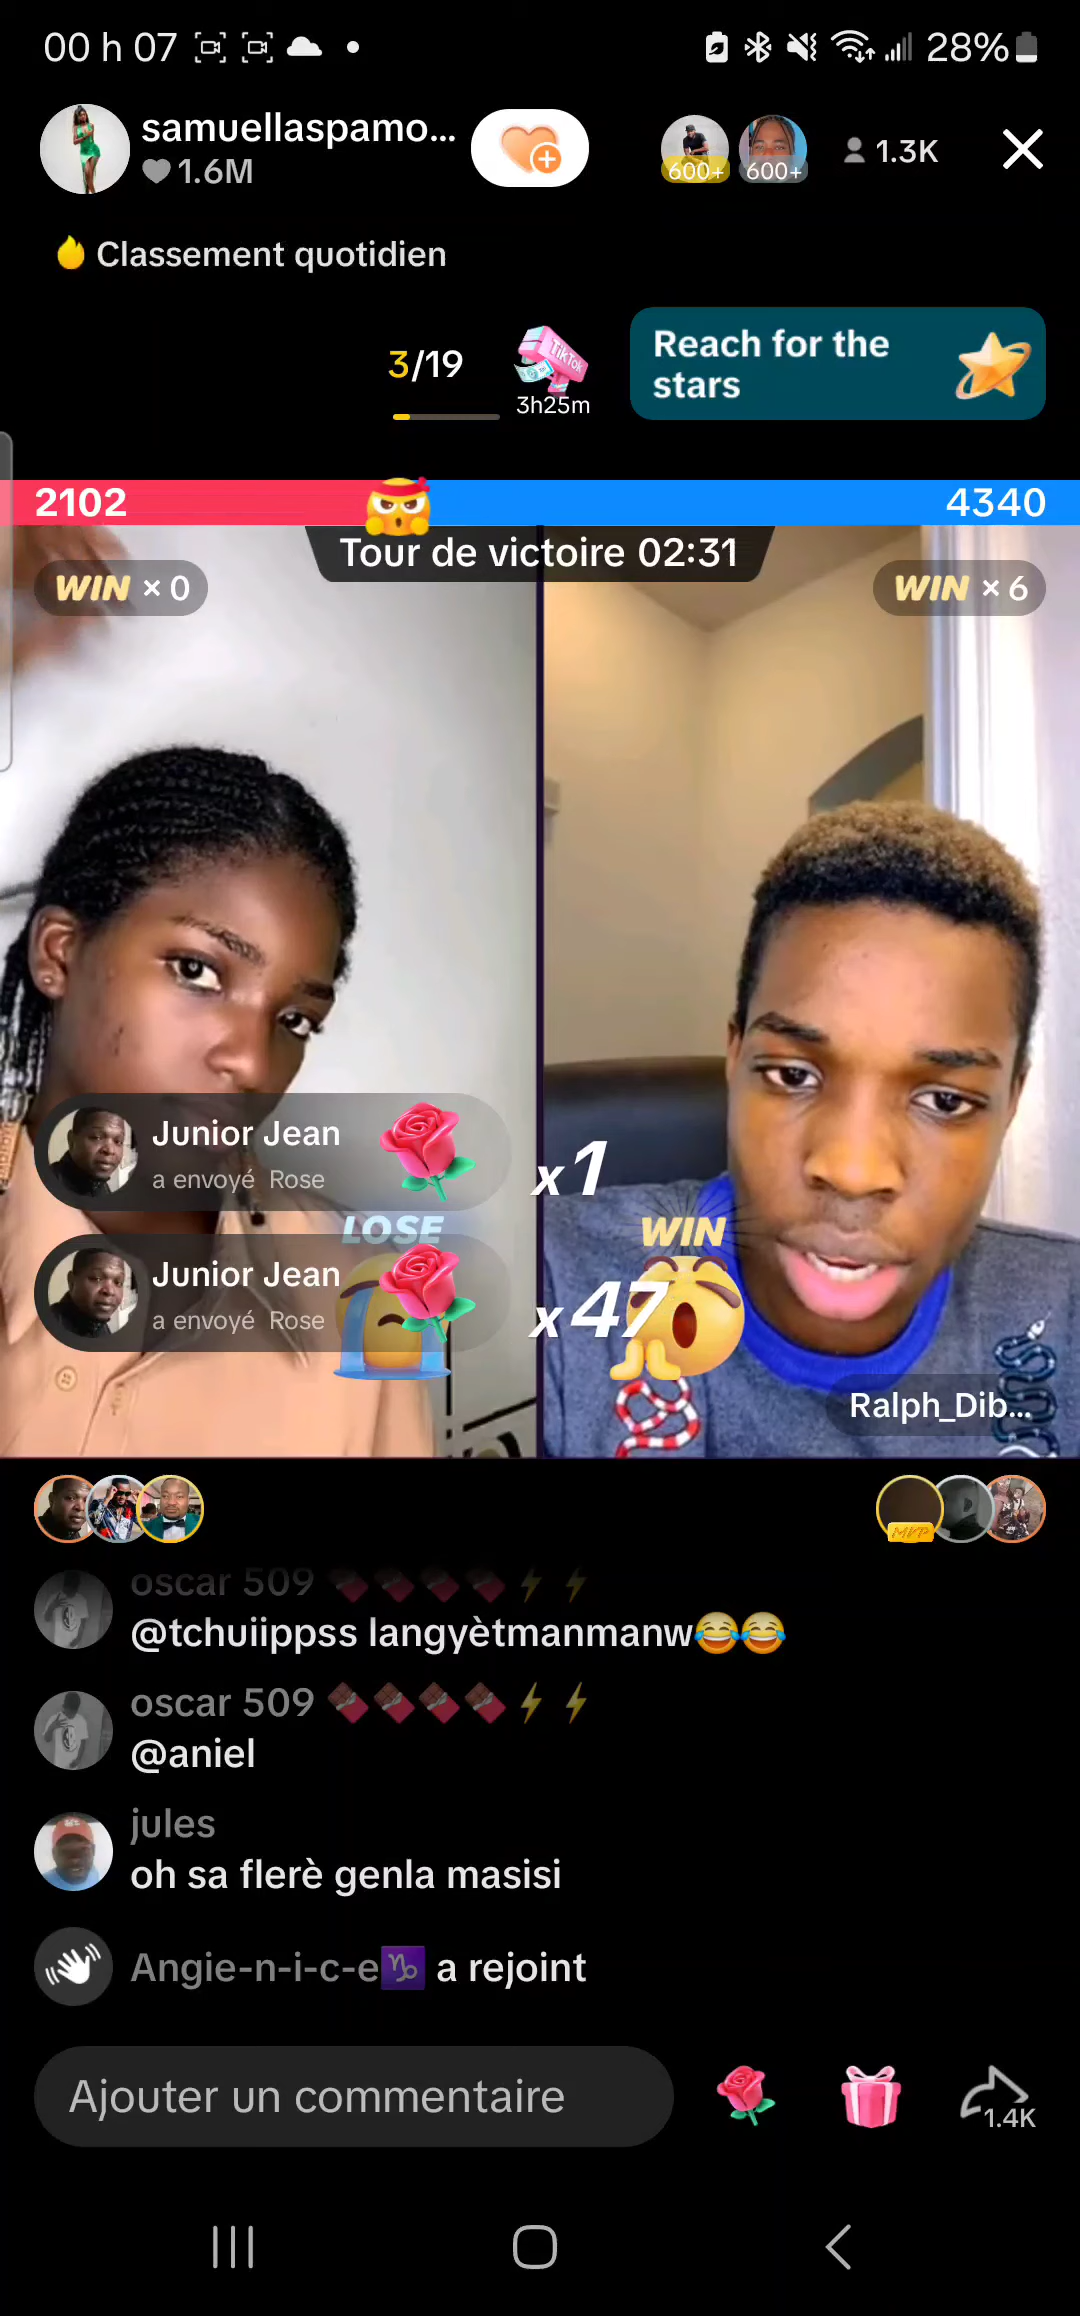 00 h 07
28%
samuellaspamo...
1.6M
600+
600+
1.3K
Classement quotidien
3/19
TikTok
3h25m
Reach for the
stars
2102
4340
Tour de victoire 02:31
WIN × 0
WIN × 6
Junior Jean
a envoyé Rose
x1
LOSE
WIN
Junior Jean
a envoyé Rose
x47
Ralph_Dib...
MVP
oscar 509 🍫🍫🍫🍫⚡⚡
@tchuiippss langyètmanmanw😂😂
oscar 509 🍫🍫🍫🍫⚡⚡
@aniel
jules
oh sa flerè genla masisi
Angie-n-i-c-e♑ a rejoint
Ajouter un commentaire
1.4K